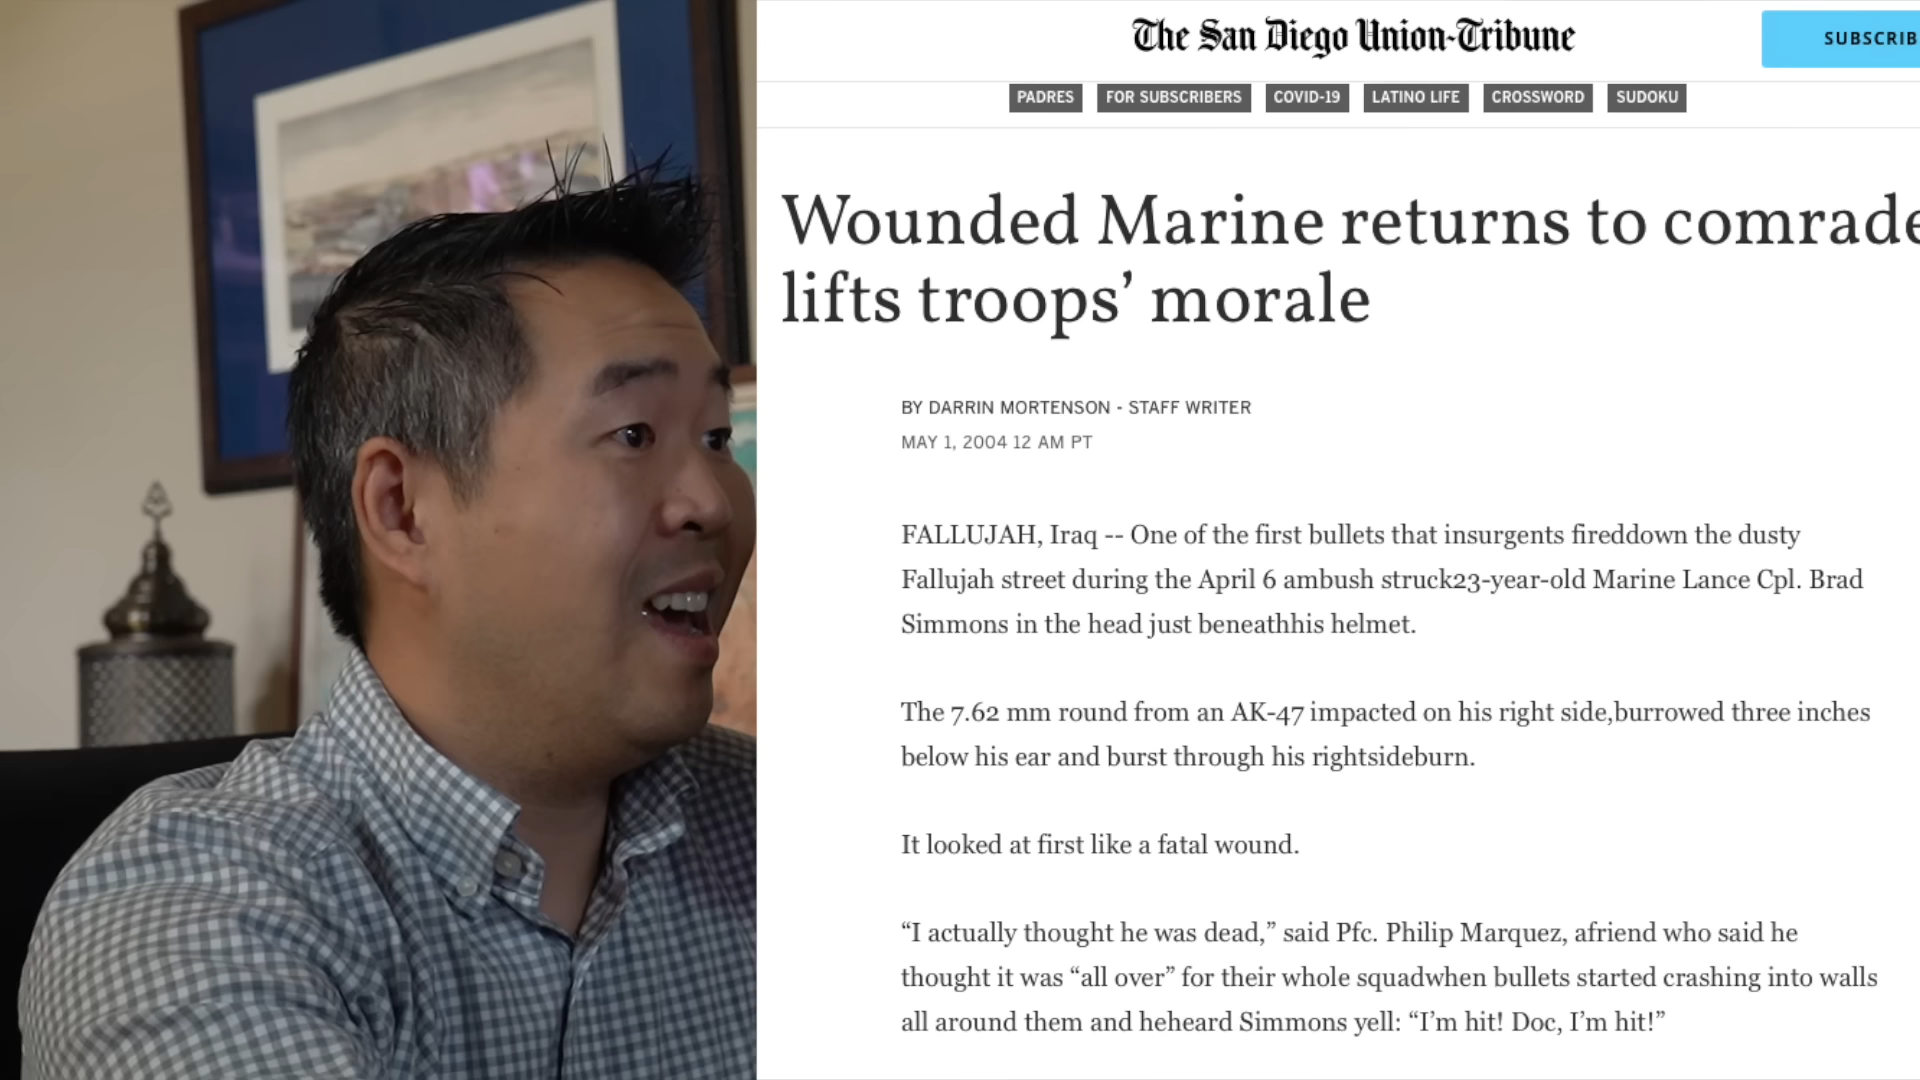 The San Diego Union-Tribune
SUBSCRIB
PADRES FOR SUBSCRIBERS COVID-19 LATINO LIFE CROSSWORD SUDOKU
Wounded Marine returns to comrade
lifts troops’ morale
BY DARRIN MORTENSON - STAFF WRITER
MAY 1, 2004 12 AM PT
FALLUJAH, Iraq -- One of the first bullets that insurgents fireddown the dusty
Fallujah street during the April 6 ambush struck23-year-old Marine Lance Cpl. Brad
Simmons in the head just beneathhis helmet.
The 7.62 mm round from an AK-47 impacted on his right side,burrowed three inches
below his ear and burst through his rightsideburn.
It looked at first like a fatal wound.
“I actually thought he was dead,” said Pfc. Philip Marquez, afriend who said he
thought it was “all over” for their whole squadwhen bullets started crashing into walls
all around them and heheard Simmons yell: “I’m hit! Doc, I’m hit!”